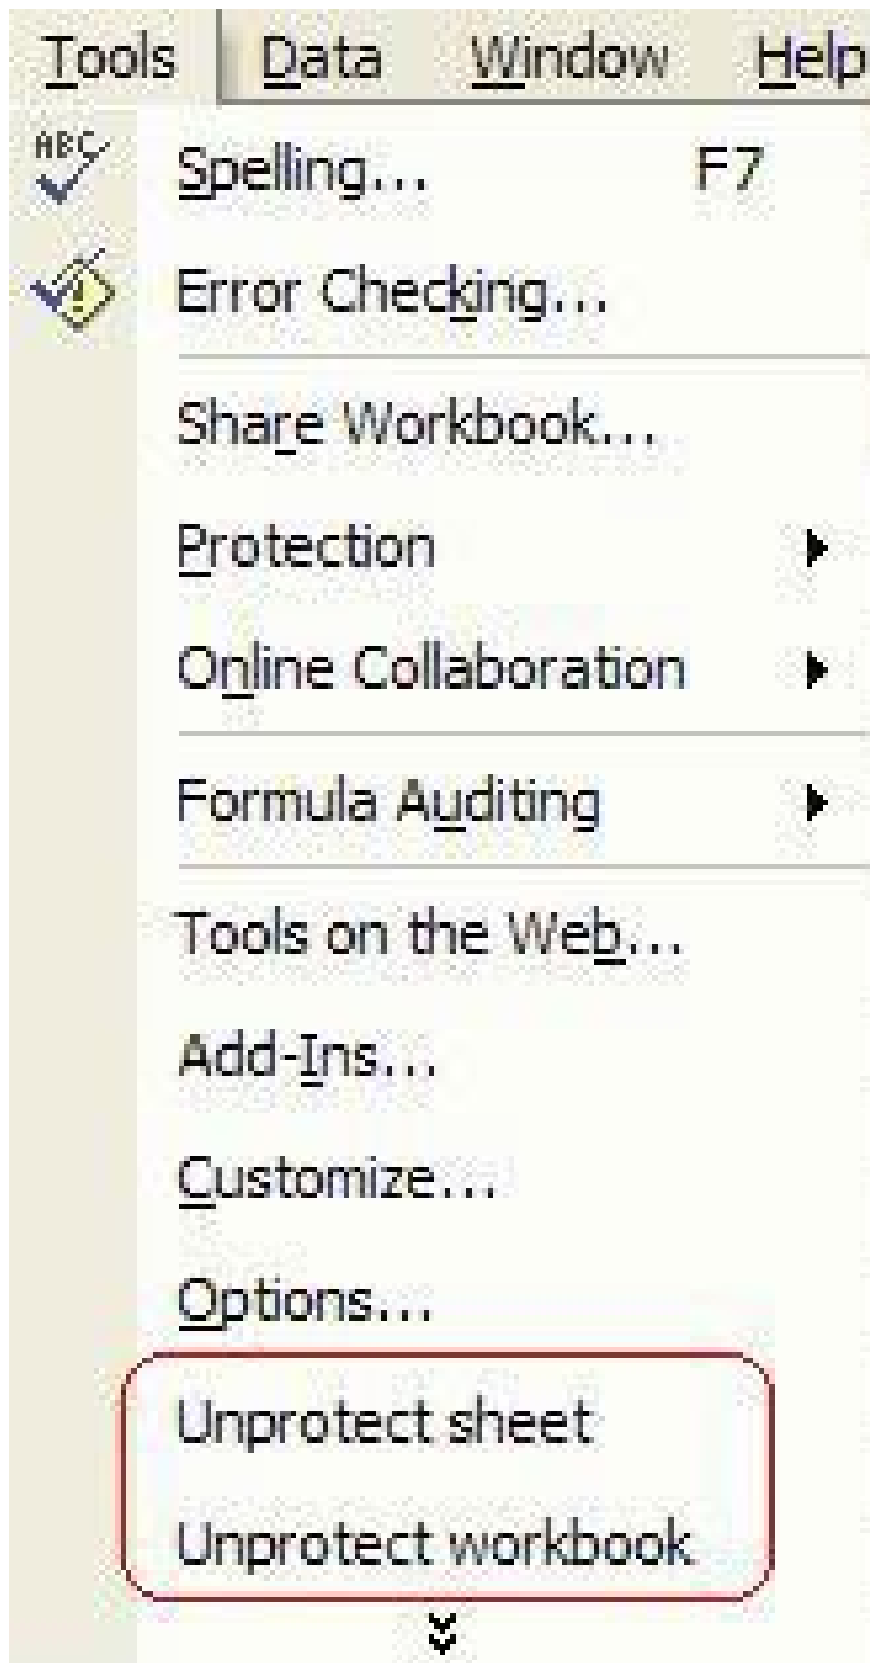 Tools Data Window Help
ABC Spelling... F7
Error Checking...
Share Workbook...
Protection
Online Collaboration
Formula Auditing
Tools on the Web...
Add-Ins...
Customize...
Options...
Unprotect sheet
Unprotect workbook